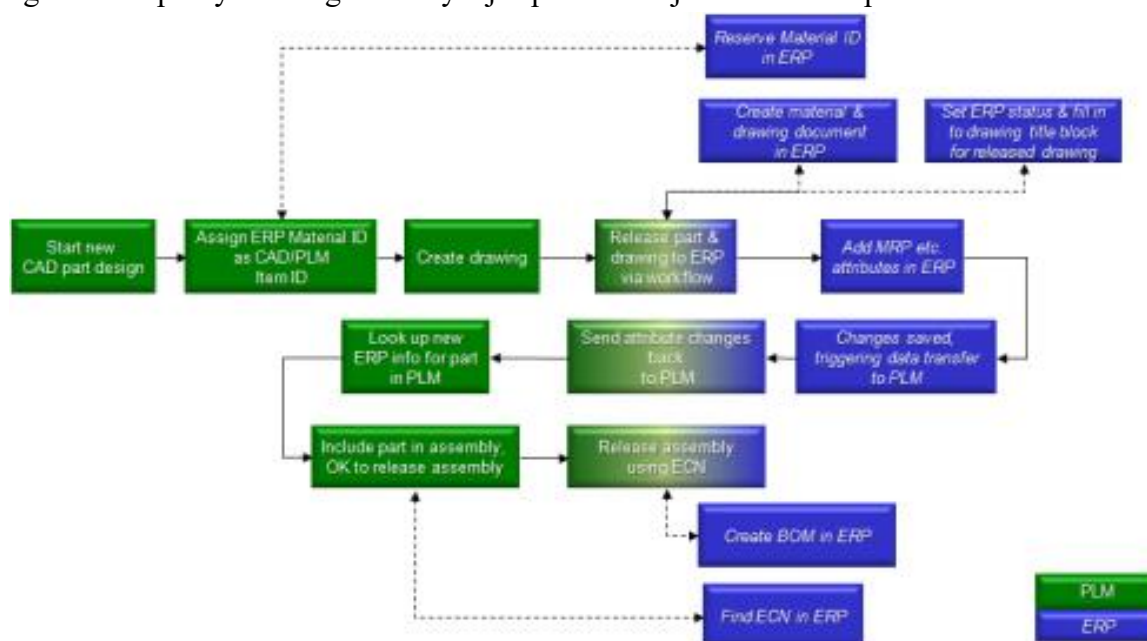 Reserve Material ID
in ERP
Create material &
drawing document
in ERP
Set ERP status & fill in
to drawing title block
for released drawing
Start new
CAD part design
Assign ERP Material ID
as CAD/PLM
Item ID
Create drawing
Release part &
drawing to ERP
via workflow
Add MRP etc.
attributes in ERP
Look up new
ERP info for part
in PLM
Send attribute changes
back
to PLM
Changes saved,
triggering data transfer
to PLM
Include part in assembly,
OK to release assembly
Release assembly
using ECN
Create BOM in ERP
Find ECN in ERP
PLM
ERP